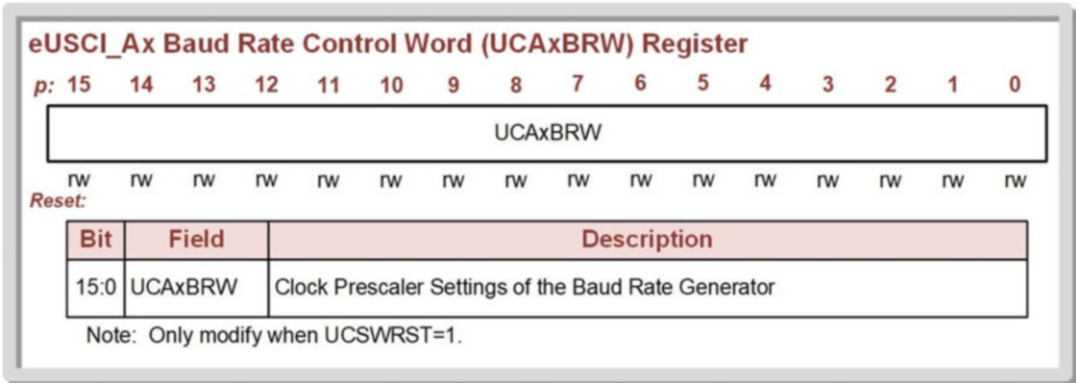 eUSCI_Ax Baud Rate Control Word (UCAxBRW) Register
p: 15 14 13 12 11 10 9 8 7 6 5 4 3 2 1 0
UCAxBRW
rw rw rw rw rw rw rw rw rw rw rw rw rw rw rw rw
Reset:
Bit Field Description
15:0 UCAxBRW Clock Prescaler Settings of the Baud Rate Generator
Note: Only modify when UCSWRST=1.